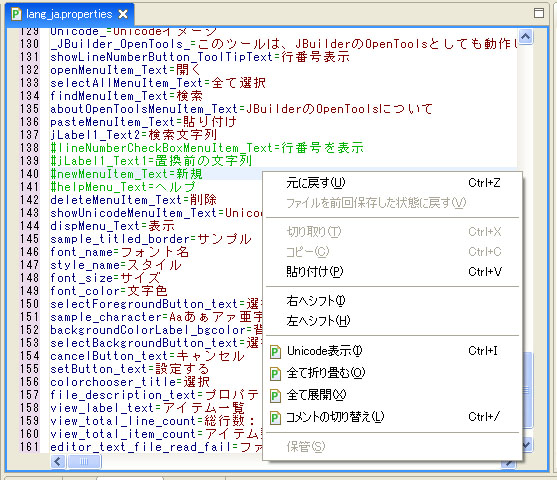 lang_ja.properties
129 Unicode_=Unicodeイメージ
130 _JBuilder_OpenTools_=このツールは、JBuilderのOpenToolsとしても動作し
131 showLineNumberButton_ToolTipText=行番号表示
132 openMenuItem_Text=開く
133 selectAllMenuItem_Text=全て選択
134 findMenuItem_Text=検索
135 aboutOpenToolsMenuItem_Text=JBuilderのOpenToolsについて
136 pasteMenuItem_Text=貼り付け
137 jLabel1_Text2=検索文字列
138 #lineNumberCheckBoxMenuItem_Text=行番号を表示
139 #jLabel1_Text1=置換前の文字列
140 #newMenuItem_Text=新規
141 #helpMenu_Text=ヘルプ
142 deleteMenuItem_Text=削除
143 showUnicodeMenuItem_Text=Unico
144 dispMenu_Text=表示
145 sample_titled_border=サンプル
146 font_name=フォント名
147 style_name=スタイル
148 font_size=サイズ
149 font_color=文字色
150 selectForegroundButton_text=選
151 sample_character=Aaあぁアァ亜宇
152 backgroundColorLabel_bgcolor=背
153 selectBackgroundButton_text=選
154 cancelButton_text=キャンセル
155 setButton_text=設定する
156 colorchooser_title=選択
157 file_description_text=プロパテ
158 view_label_text=アイテム一覧
159 view_total_line_count=総行数:
160 view_total_item_count=アイテム
161 editor_text_file_read_fail=ファ
元に戻す(U) Ctrl+Z
ファイルを前回保存した状態に戻す(V)
切り取り(T) Ctrl+X
コピー(C) Ctrl+C
貼り付け(P) Ctrl+V
右へシフト(I)
左へシフト(H)
Unicode表示(I) Ctrl+I
全て折り畳む(O)
全て展開(X)
コメントの切り替え(L) Ctrl+/
保管(S)